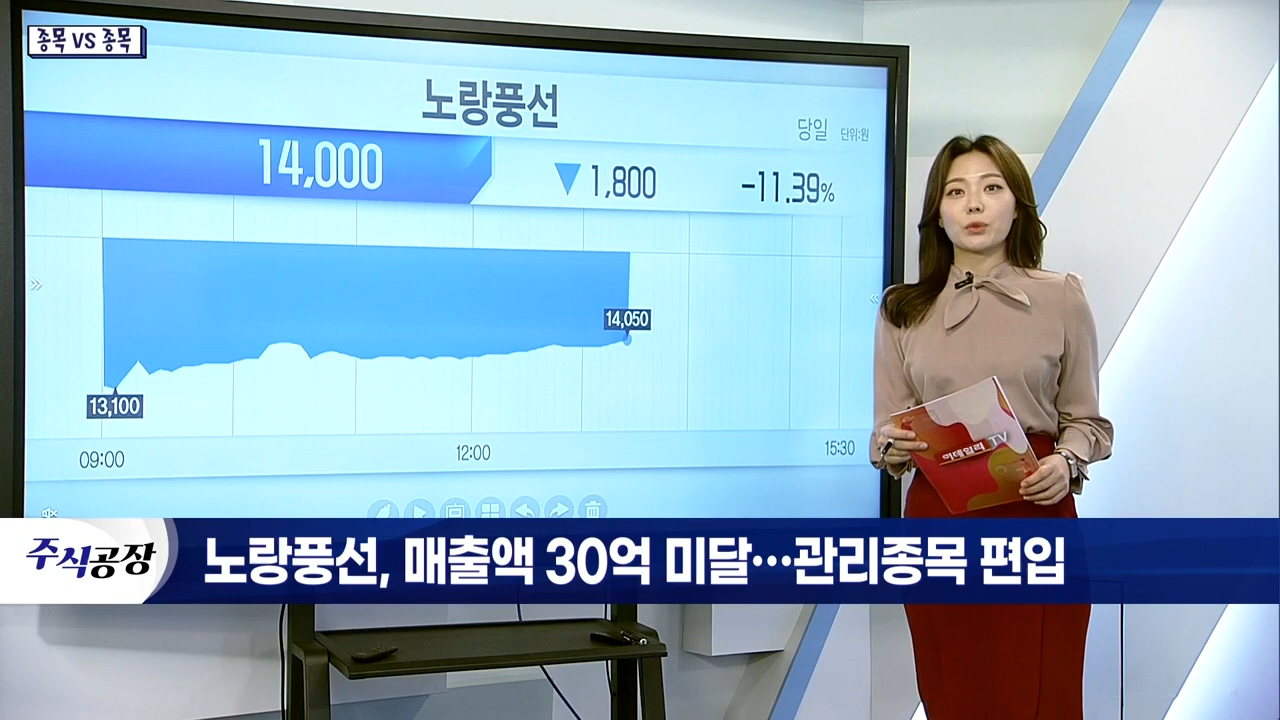 종목 VS 종목
노랑풍선
당일 단위:원
14,000 ▼1,800 -11.39%
14,050
13,100
09:00 12:00 15:30
이데일리 TV
주식공장
노랑풍선, 매출액 30억 미달…관리종목 편입